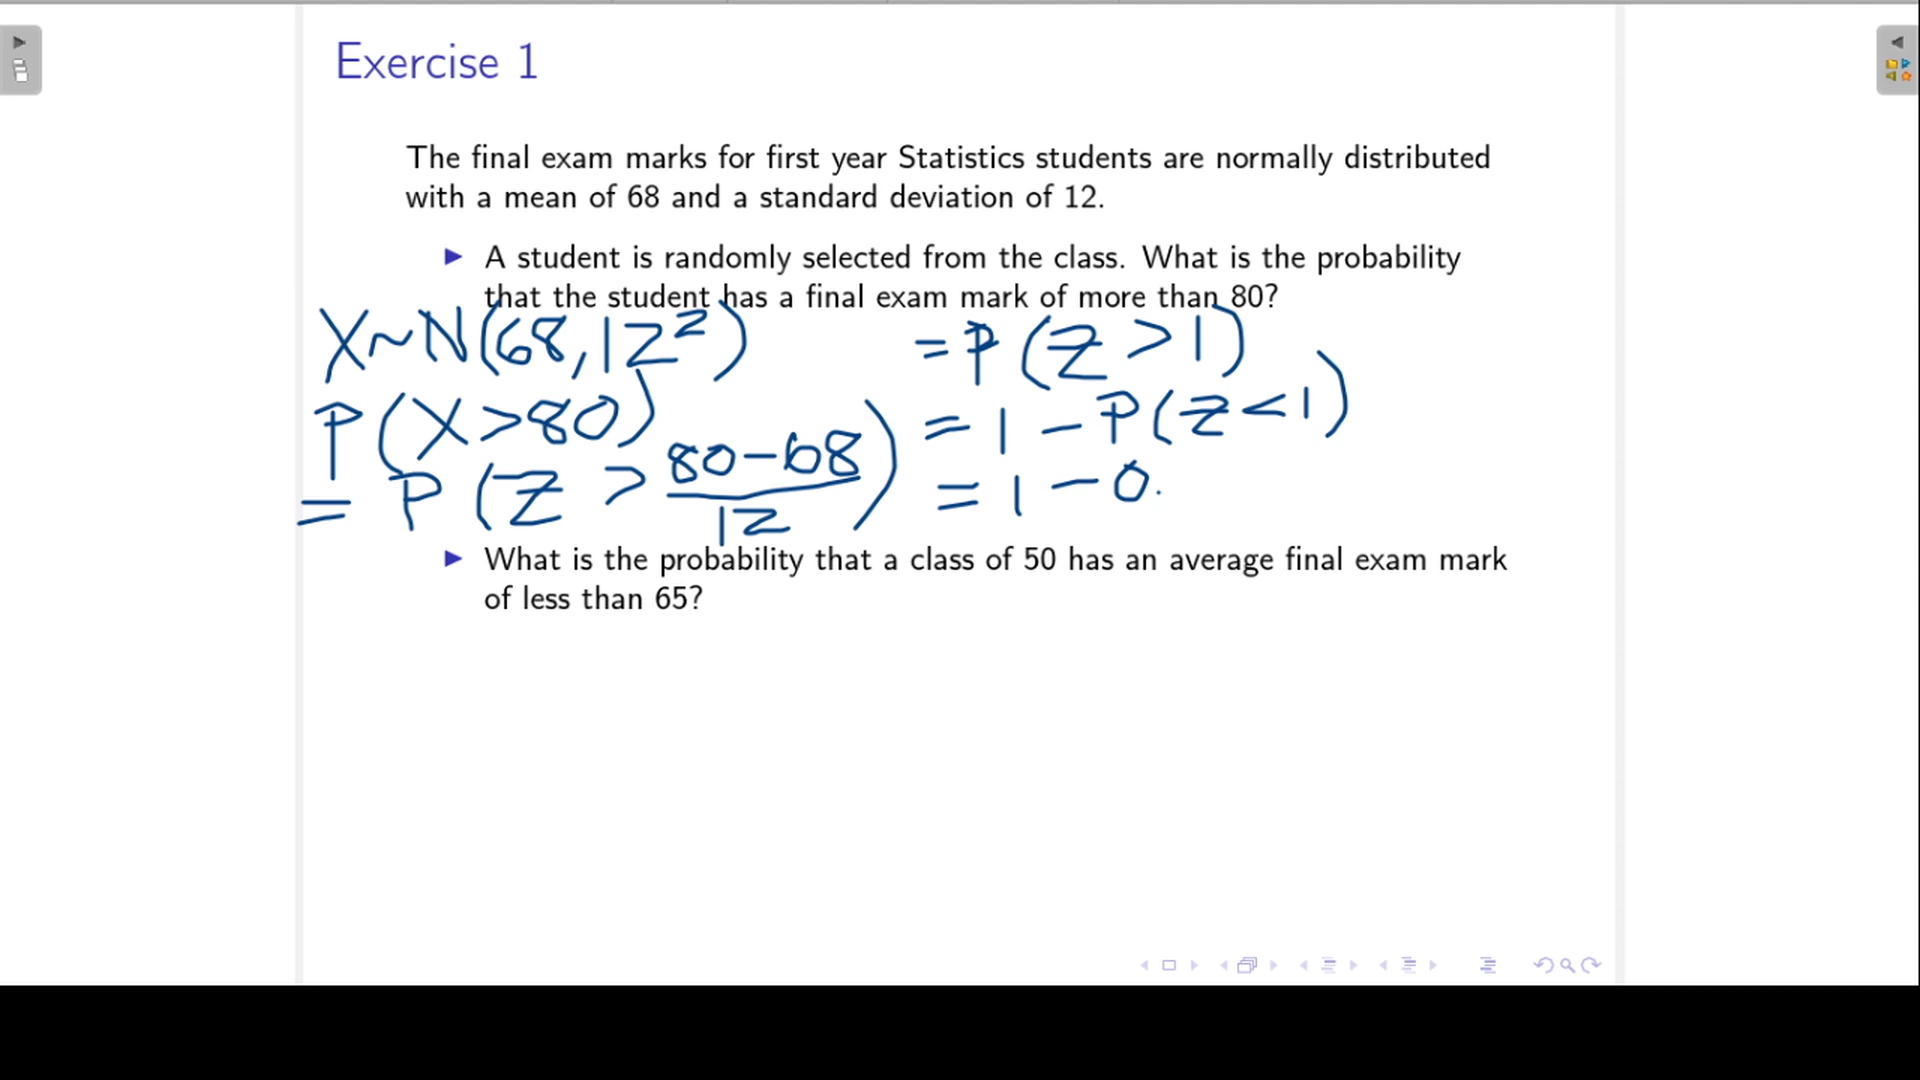 Exercise 1
The final exam marks for first year Statistics students are normally distributed
with a mean of 68 and a standard deviation of 12.
A student is randomly selected from the class. What is the probability
that the student has a final exam mark of more than 80?
X~N(68,12²)
P(X>80)
= P(Z > (80-68)/12)
= P(Z>1)
= 1 - P(Z<1)
= 1 - 0.
What is the probability that a class of 50 has an average final exam mark
of less than 65?